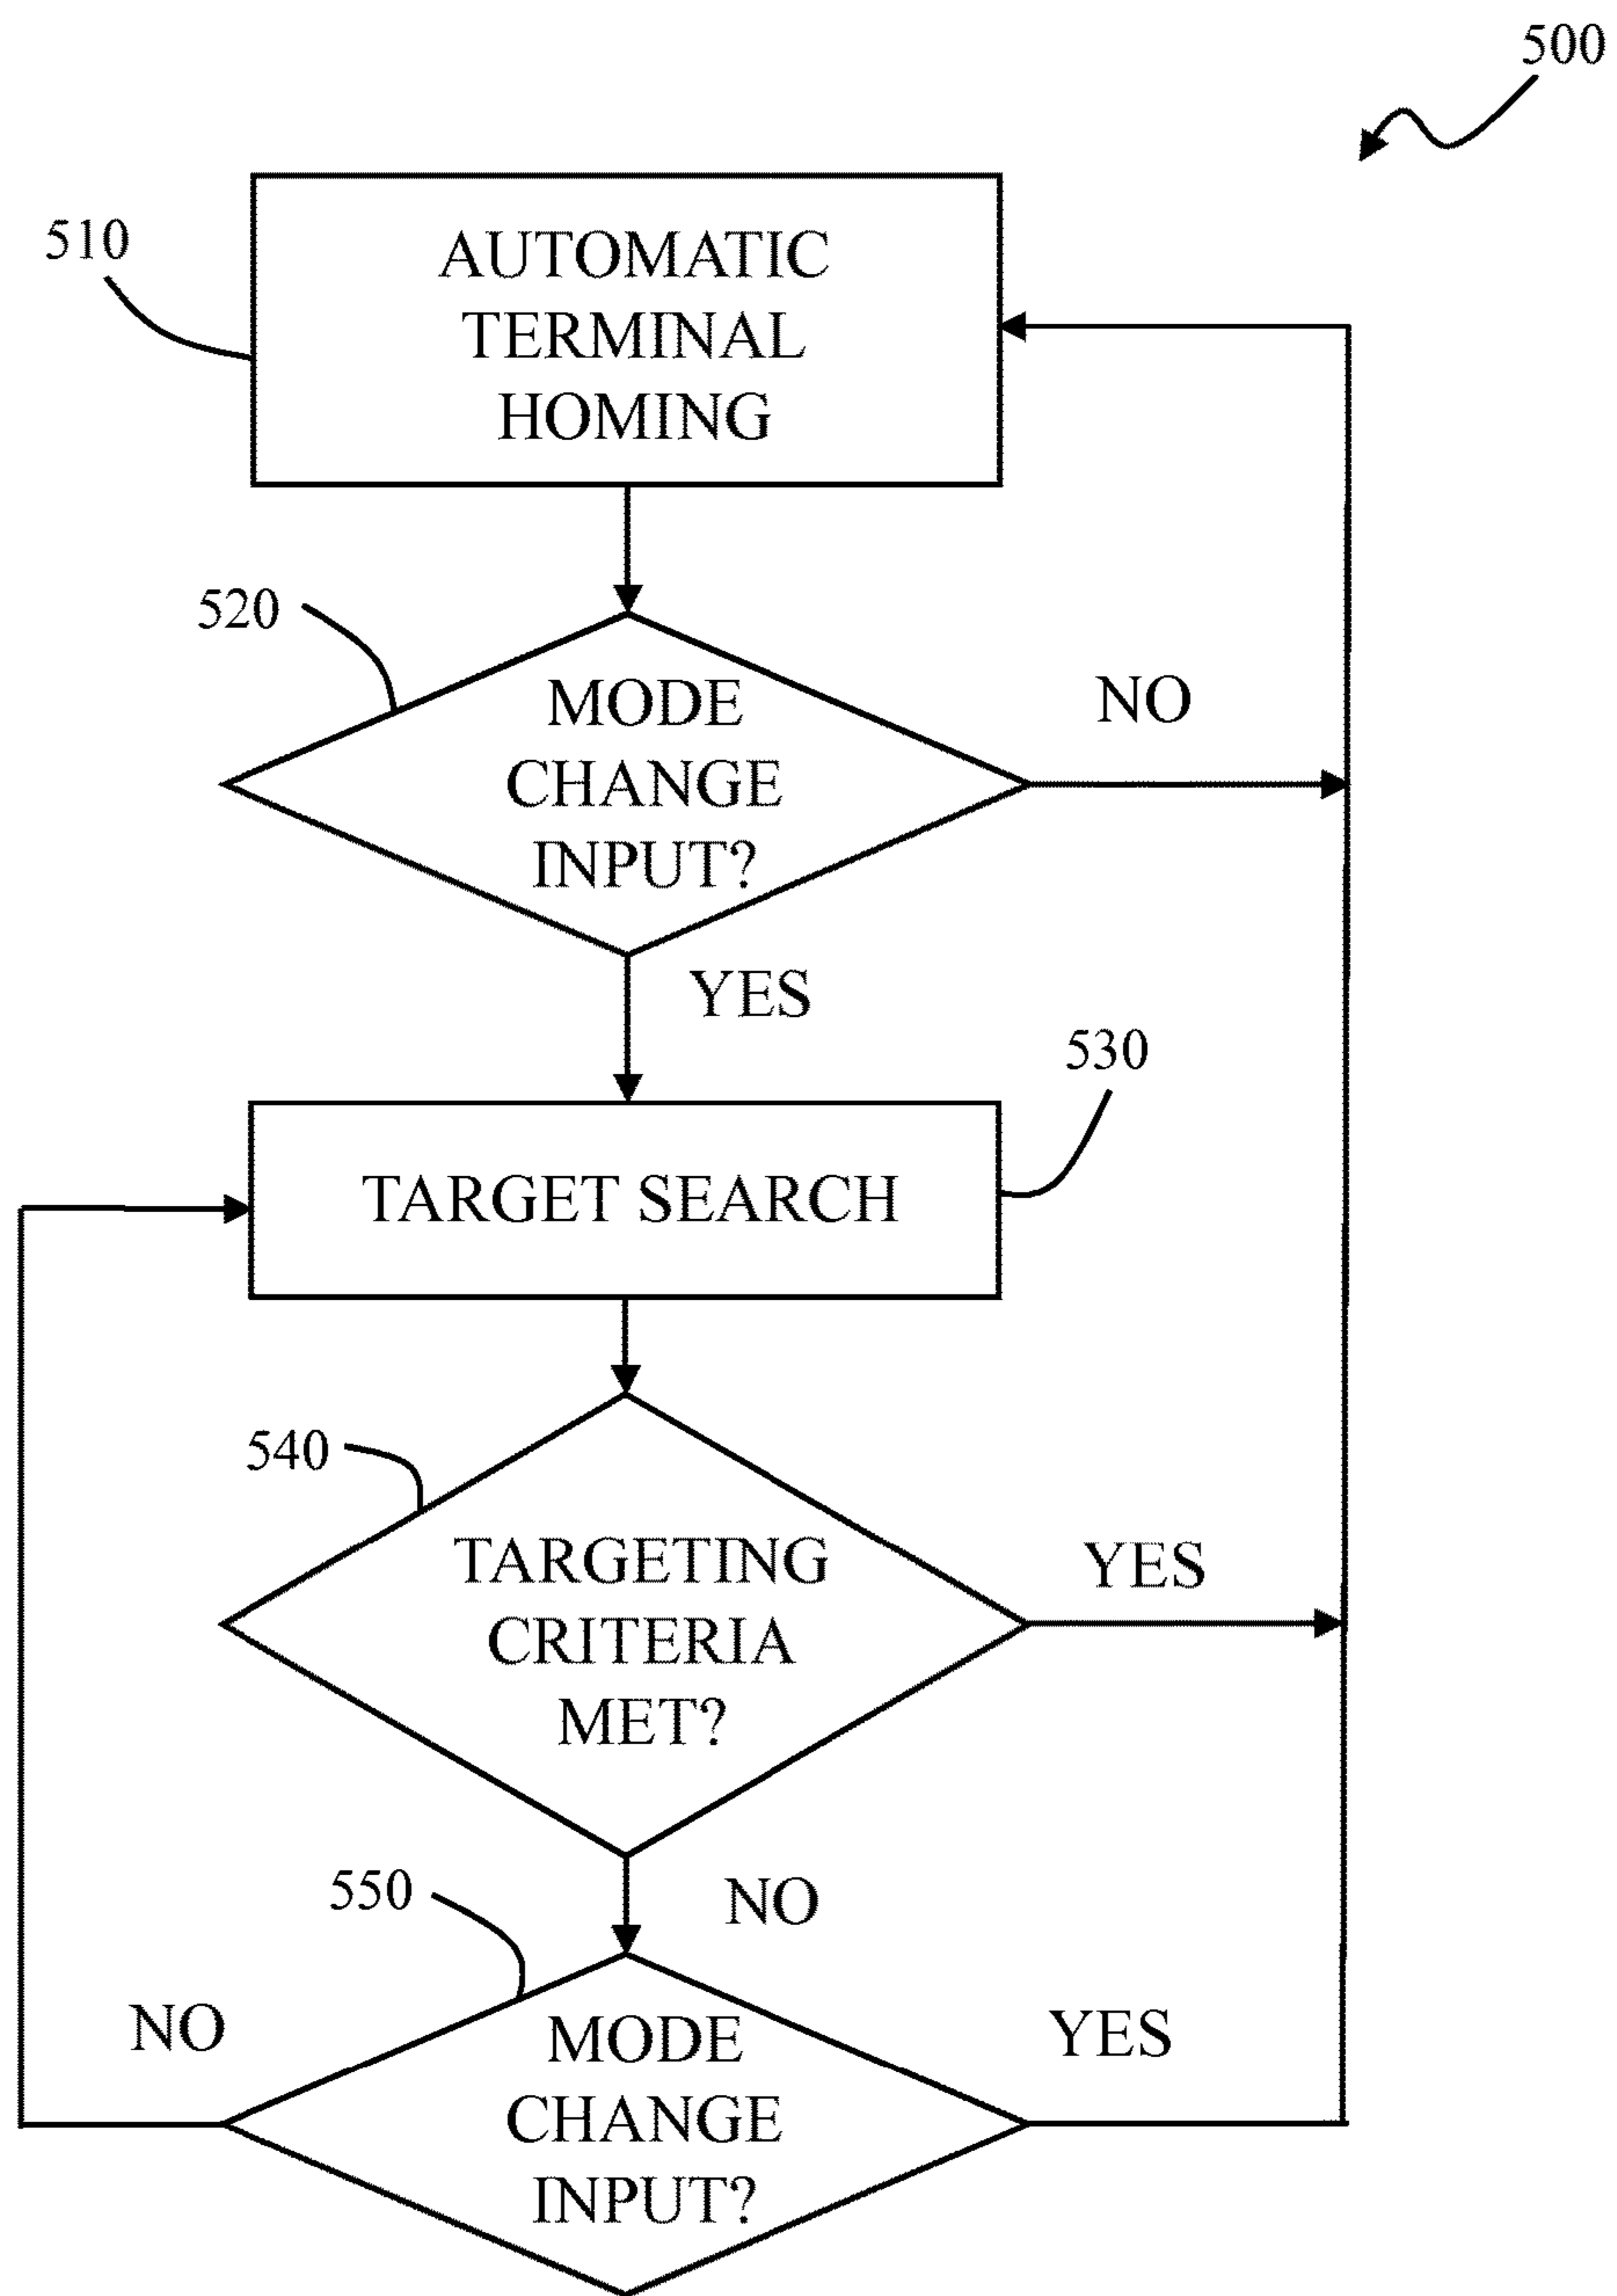 500
510
AUTOMATIC
TERMINAL
HOMING
520
MODE
CHANGE
INPUT?
NO
YES
530
TARGET SEARCH
540
TARGETING
CRITERIA
MET?
YES
NO
550
MODE
CHANGE
INPUT?
NO
YES